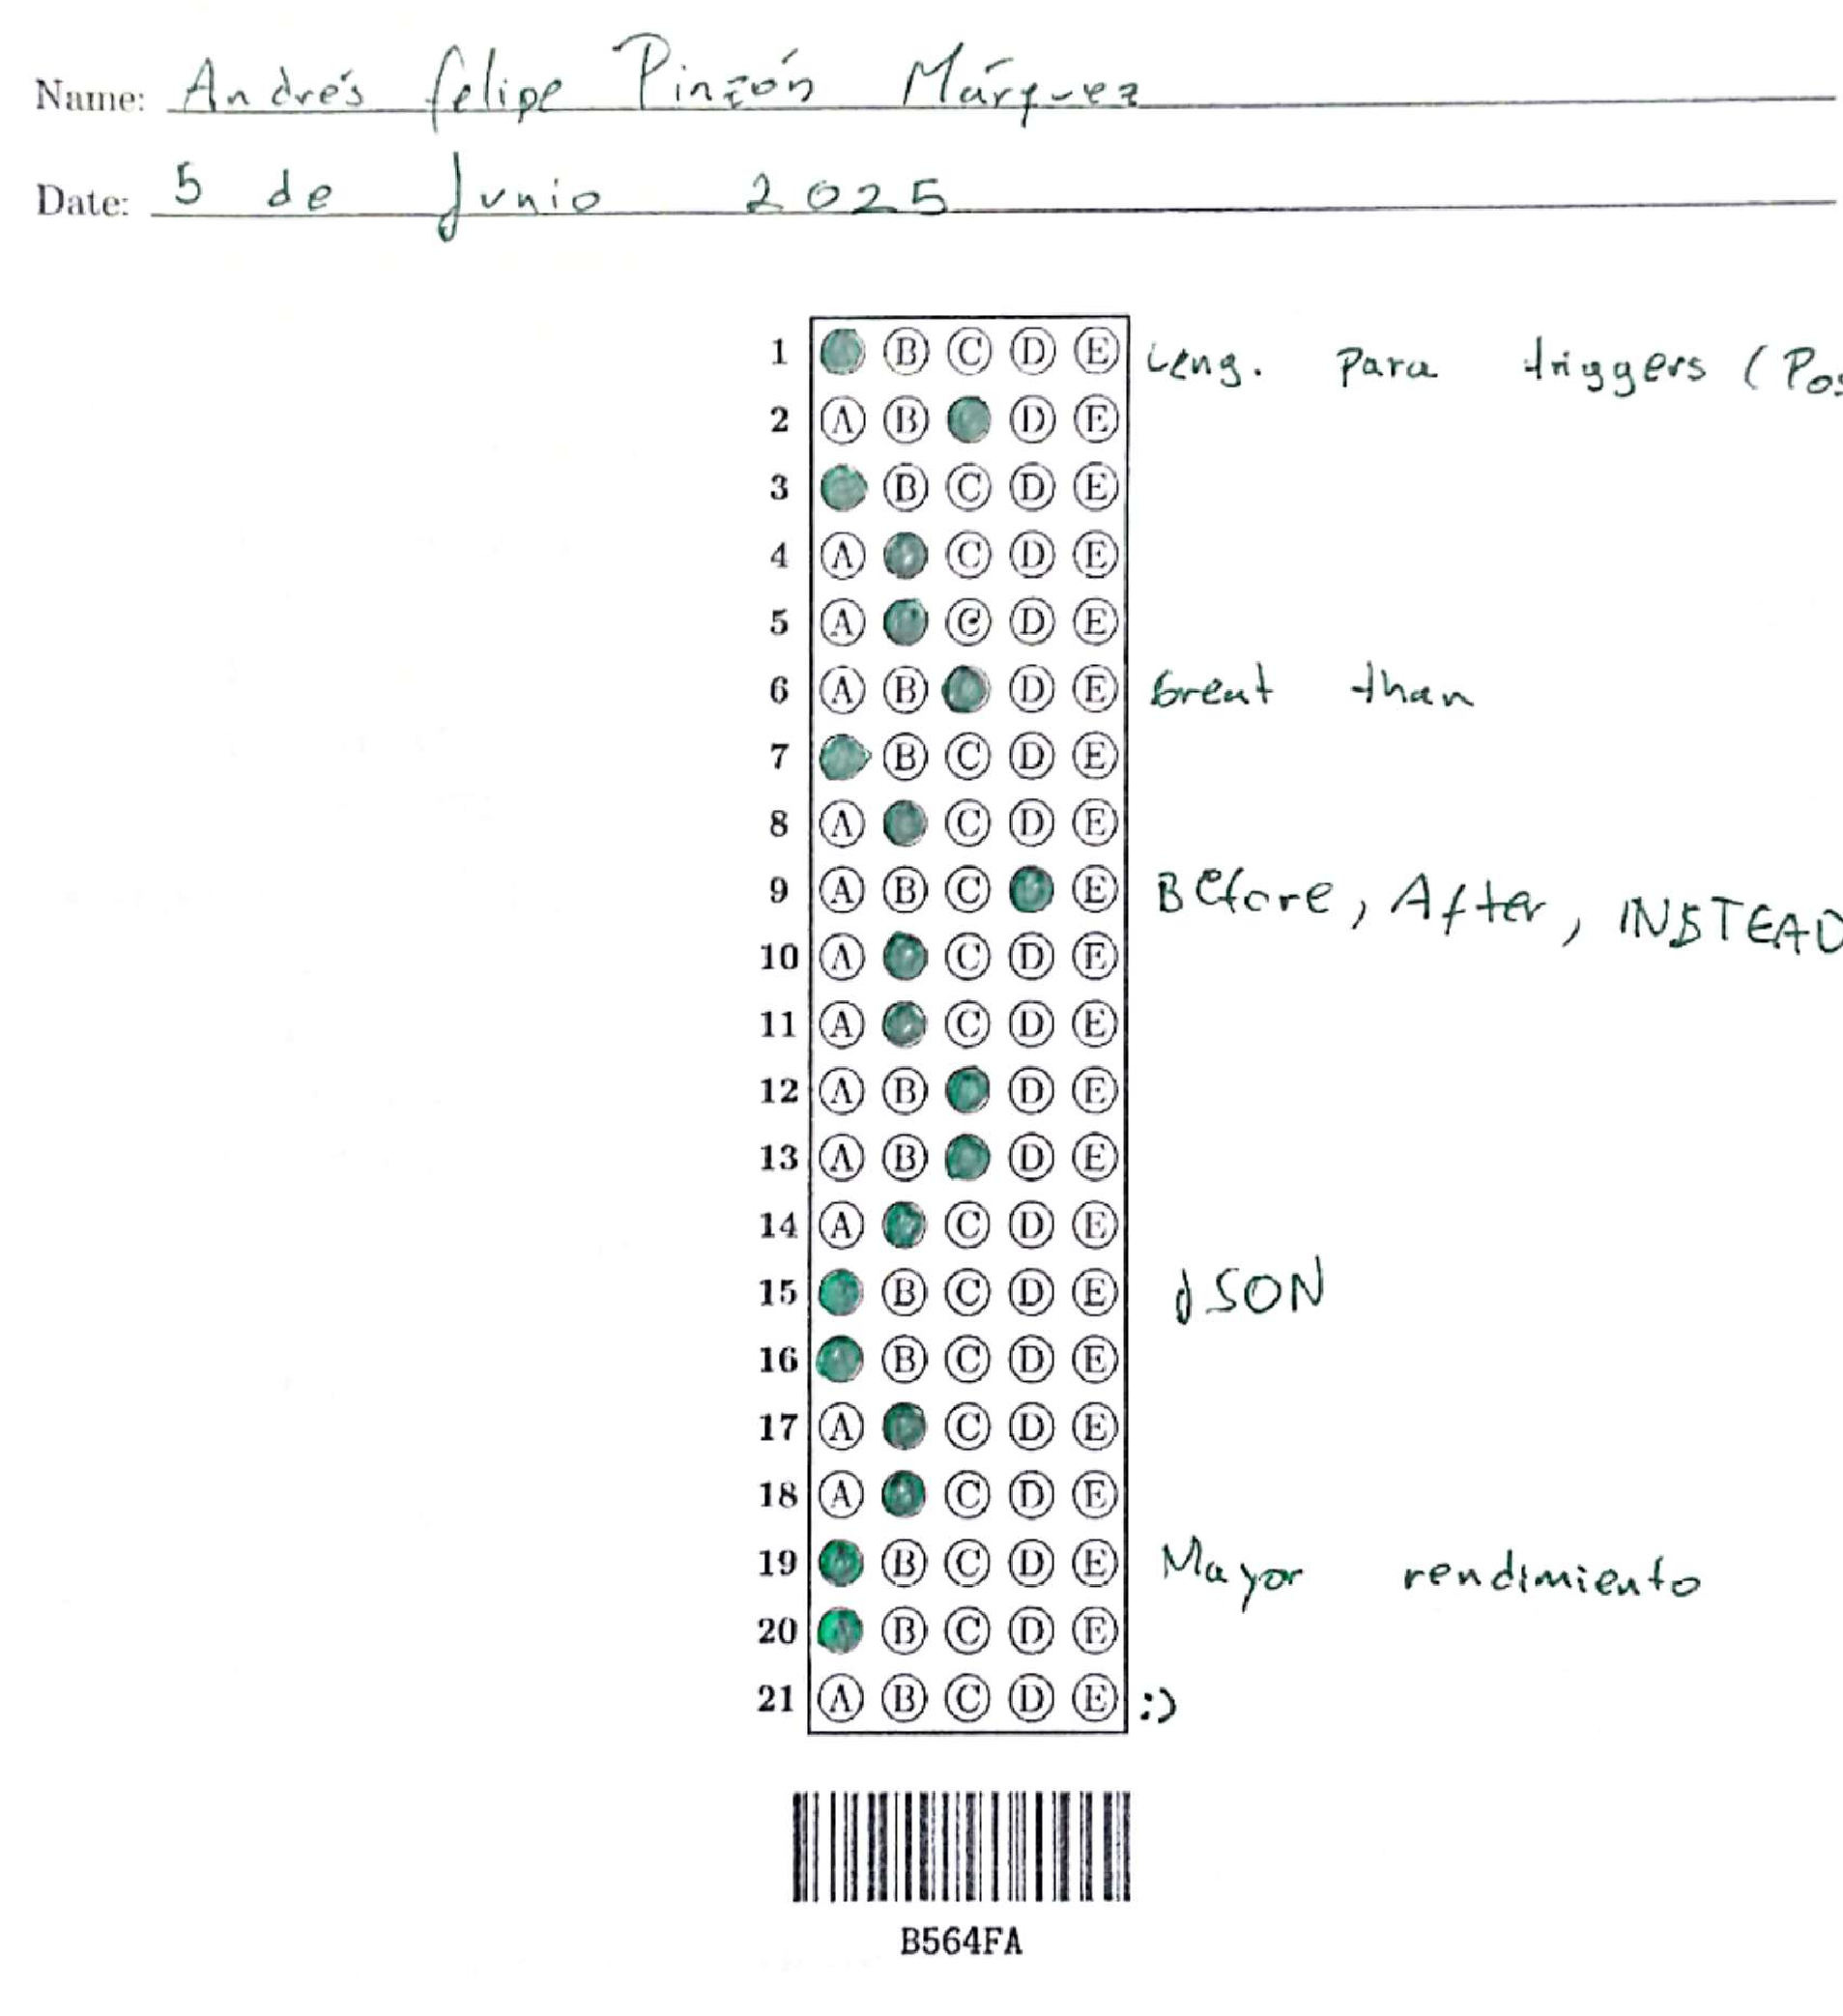 Name: Andrés felipe Pinzón Márquez
Date: 5 de Junio 2025
1 B C D E Leng. Para triggers (Pos
2 A B D E
3 B C D E
4 A C D E
5 A C D E
6 A B D E Great than
7 B C D E
8 A C D E
9 A B C E Before, After, INSTEAD
10 A C D E
11 A C D E
12 A B D E
13 A B D E
14 A C D E
15 B C D E JSON
16 B C D E
17 A C D E
18 A C D E
19 B C D E Mayor rendimiento
20 B C D E
21 A B C D E :)
B564FA